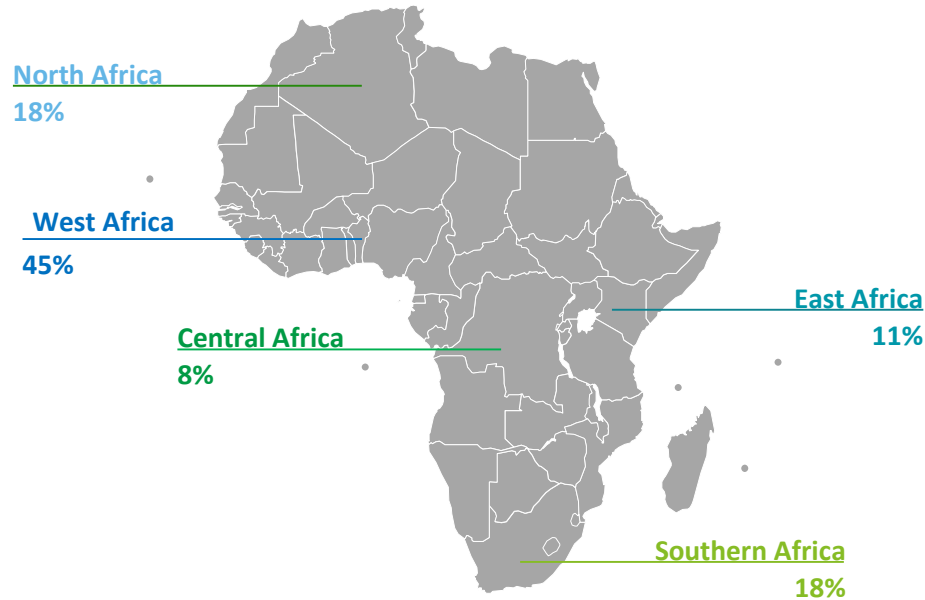 North Africa
18%
West Africa
45%
East Africa
11%
Central Africa
8%
Southern Africa
18%